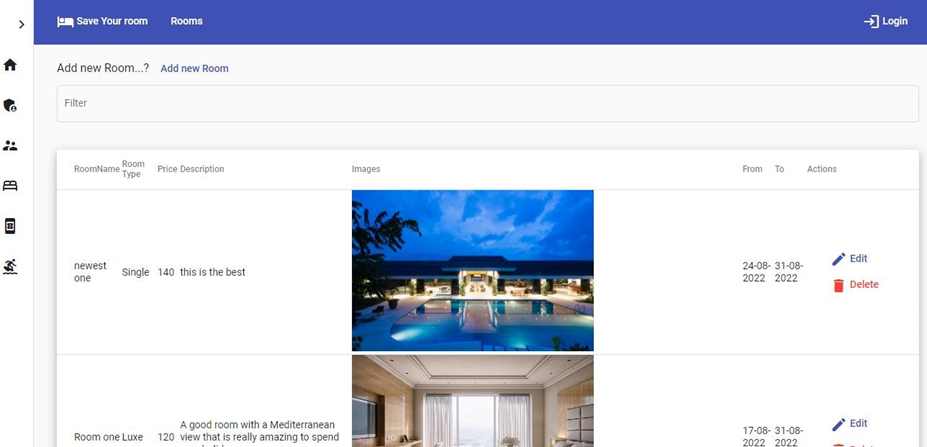 Save Your room Rooms Login
Add new Room...? Add new Room
Filter
RoomName Room Type Price Description Images From To Actions
newest one Single 140 this is the best 24-08-2022 31-08-2022 Edit
Delete
Room one Luxe 120 A good room with a Mediterranean
view that is really amazing to spend
17-08-2022 31-08-2022 Edit